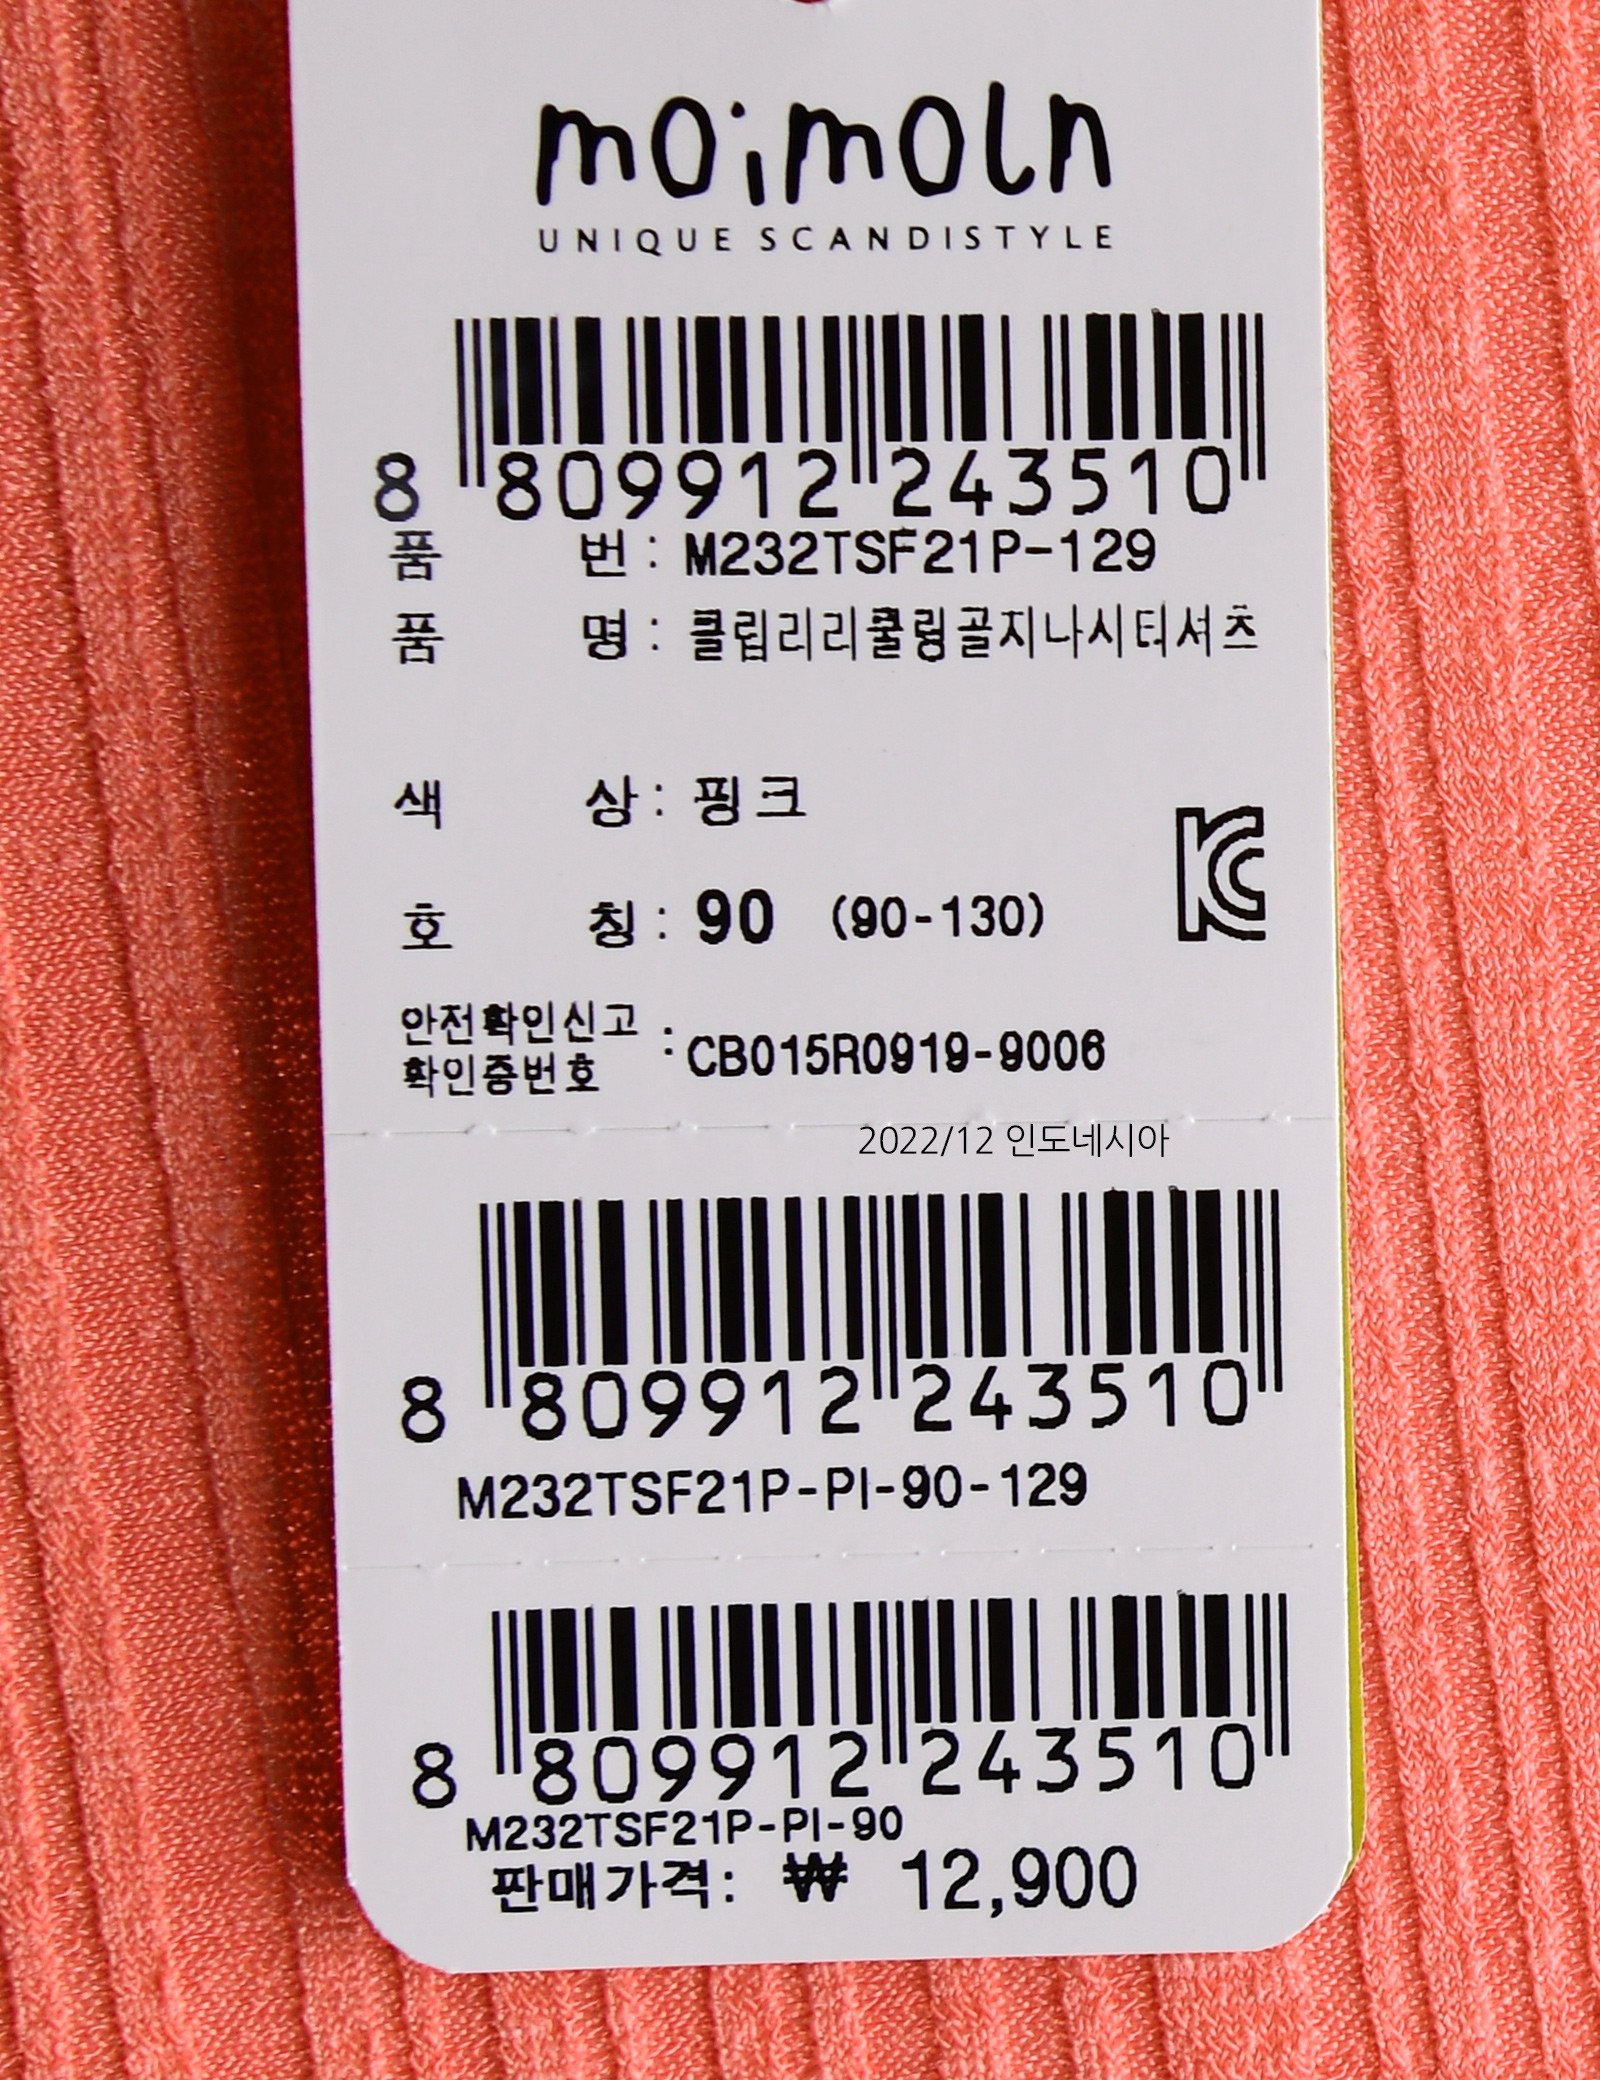 moimoln
UNIQUE SCANDISTYLE
8 809912 243510
품 번 : M232TSF21P-129
품 명 : 클립리리쿨링골지나시티셔츠
색 상 : 핑크
호 칭 : 90 (90-130)
안전확인신고
확인증번호 : CB015R0919-9006
2022/12 인도네시아
8 809912 243510
M232TSF21P-PI-90-129
8 809912 243510
M232TSF21P-PI-90
판매가격: ₩ 12,900